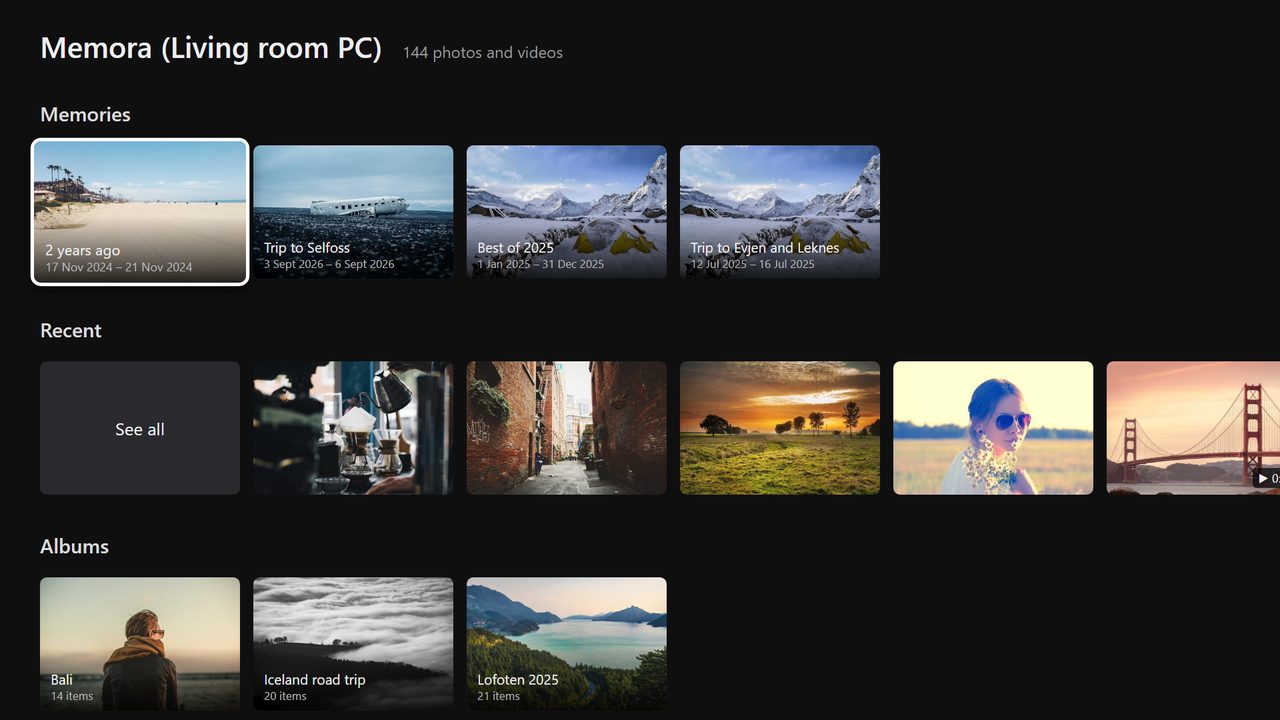 Memora (Living room PC) 144 photos and videos
Memories
2 years ago
17 Nov 2024 – 21 Nov 2024
Trip to Selfoss
3 Sept 2026 – 6 Sept 2026
Best of 2025
1 Jan 2025 – 31 Dec 2025
Trip to Evjen and Leknes
12 Jul 2025 – 16 Jul 2025
Recent
See all
Albums
Bali
14 items
Iceland road trip
20 items
Lofoten 2025
21 items